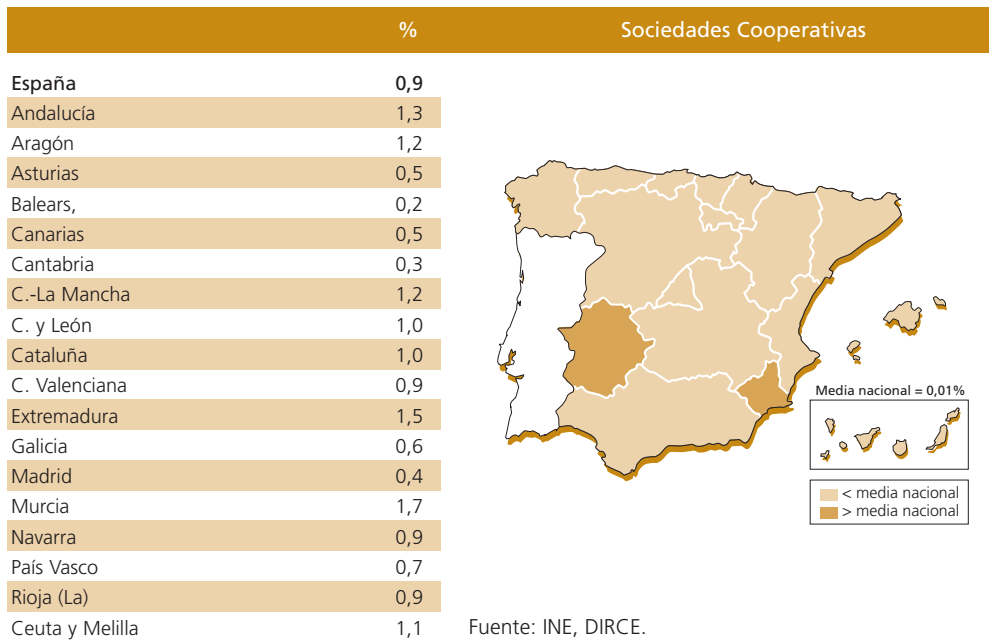 % Sociedades Cooperativas
España 0,9
Andalucía 1,3
Aragón 1,2
Asturias 0,5
Balears, 0,2
Canarias 0,5
Cantabria 0,3
C.-La Mancha 1,2
C. y León 1,0
Cataluña 1,0
C. Valenciana 0,9
Extremadura 1,5
Galicia 0,6
Madrid 0,4
Murcia 1,7
Navarra 0,9
País Vasco 0,7
Rioja (La) 0,9
Ceuta y Melilla 1,1
Media nacional = 0,01%
< media nacional
> media nacional
Fuente: INE, DIRCE.